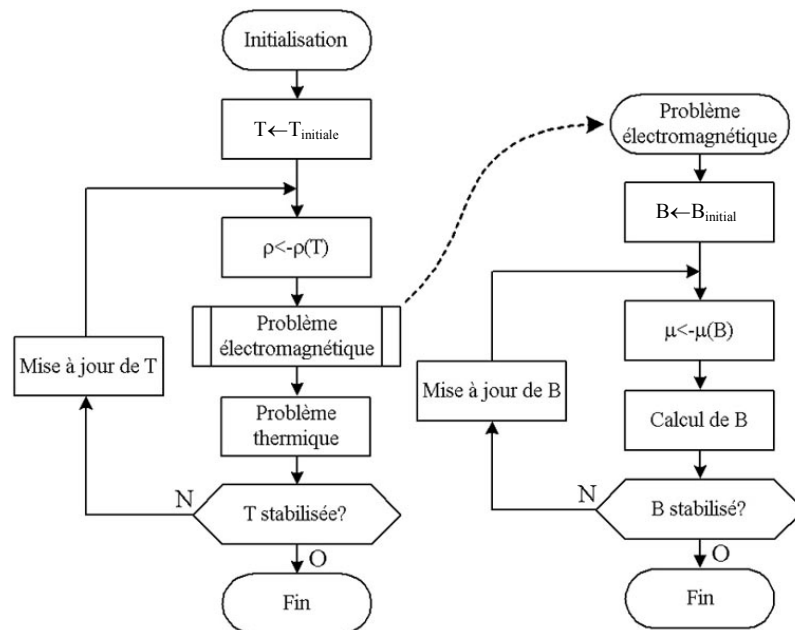 Initialisation
T←Tinitiale
ρ<-ρ(T)
Problème
électromagnétique
Mise à jour de T
Problème
thermique
N
T stabilisée?
O
Fin
Problème
électromagnétique
B←Binitial
μ<-μ(B)
Mise à jour de B
Calcul de B
N
B stabilisé?
O
Fin